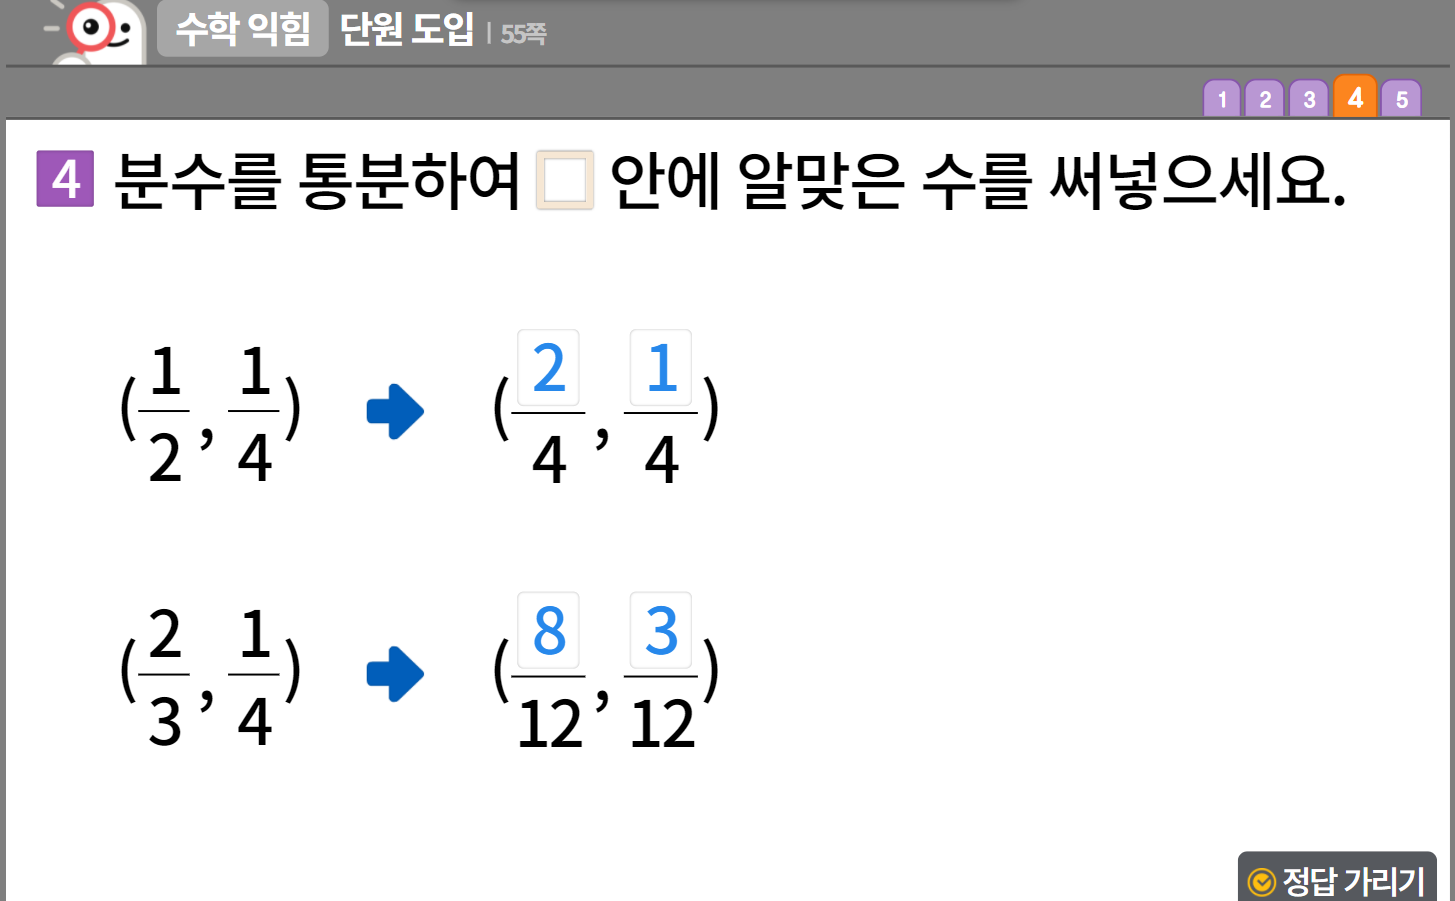 수학 익힘 단원 도입 | 55쪽
1 2 3 4 5
4 분수를 통분하여 □ 안에 알맞은 수를 써넣으세요.
(1/2, 1/4) ➡ (2/4, 1/4)
(2/3, 1/4) ➡ (8/12, 3/12)
정답 가리기